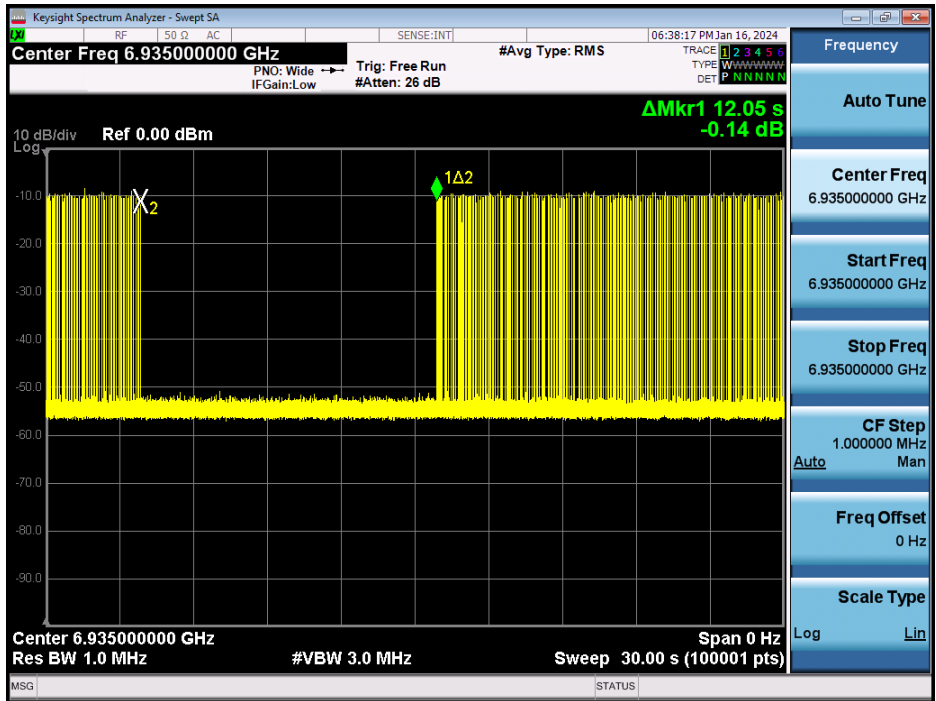 Keysight Spectrum Analyzer - Swept SA
LXI
RF 50 Ω AC SENSE:INT 06:38:17 PM Jan 16, 2024
Center Freq 6.935000000 GHz
#Avg Type: RMS
TRACE 1 2 3 4 5 6
PNO: Wide Trig: Free Run
TYPE WWWWWW
IFGain:Low #Atten: 26 dB
DET P N N N N N
ΔMkr1 12.05 s
-0.14 dB
10 dB/div Ref 0.00 dBm
Log
1Δ2
X2
-10.0
-20.0
-30.0
-40.0
-50.0
-60.0
-70.0
-80.0
-90.0
Center 6.935000000 GHz Span 0 Hz
Res BW 1.0 MHz #VBW 3.0 MHz Sweep 30.00 s (100001 pts)
MSG STATUS
Frequency
Auto Tune
Center Freq
6.935000000 GHz
Start Freq
6.935000000 GHz
Stop Freq
6.935000000 GHz
CF Step
1.000000 MHz
Auto Man
Freq Offset
0 Hz
Scale Type
Log Lin